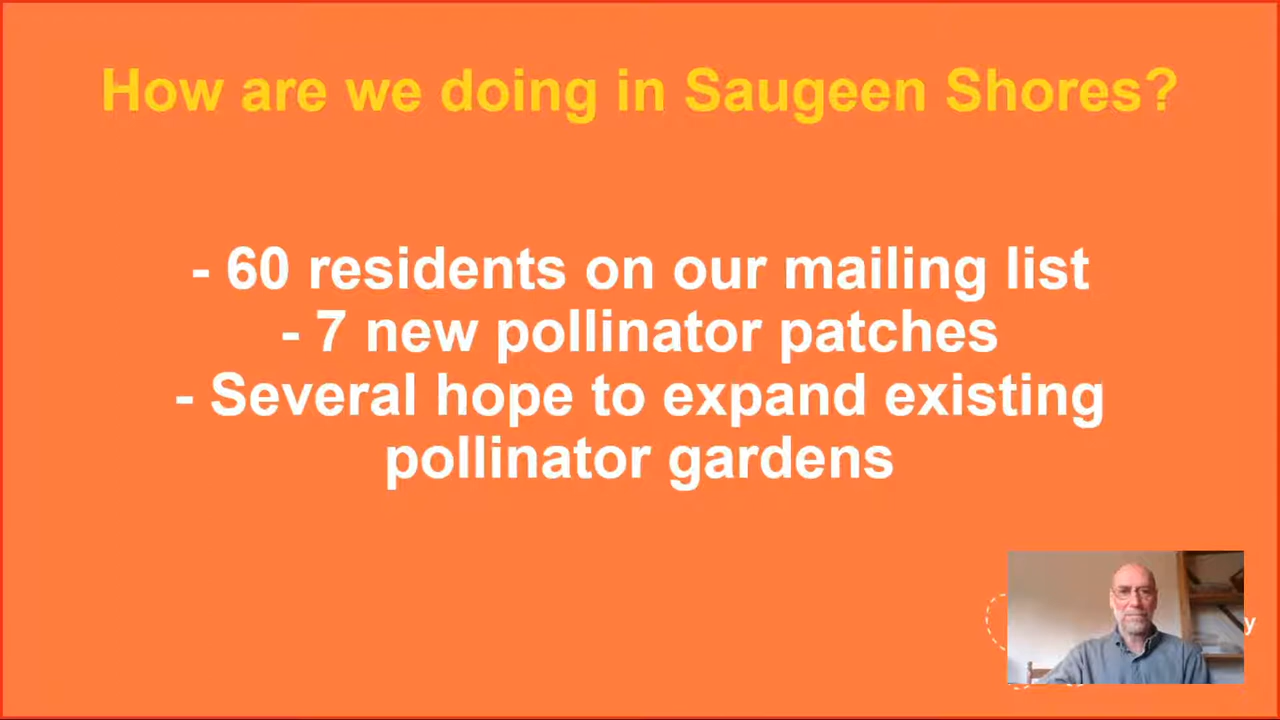 How are we doing in Saugeen Shores?
- 60 residents on our mailing list
- 7 new pollinator patches
- Several hope to expand existing
pollinator gardens
y